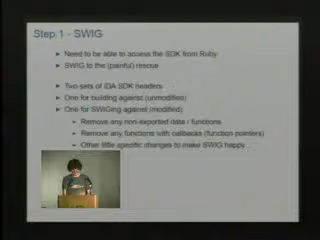 Step 1 - SWIG
Need to be able to access the SDK from Ruby
SWIG to the (painful) rescue
Two sets of IDA SDK headers
One for building against (unmodified)
One for SWIGing against (modified)
Remove any non-exported data / functions
Remove any functions with callbacks (function pointers)
Other little specific changes to make SWIG happy...